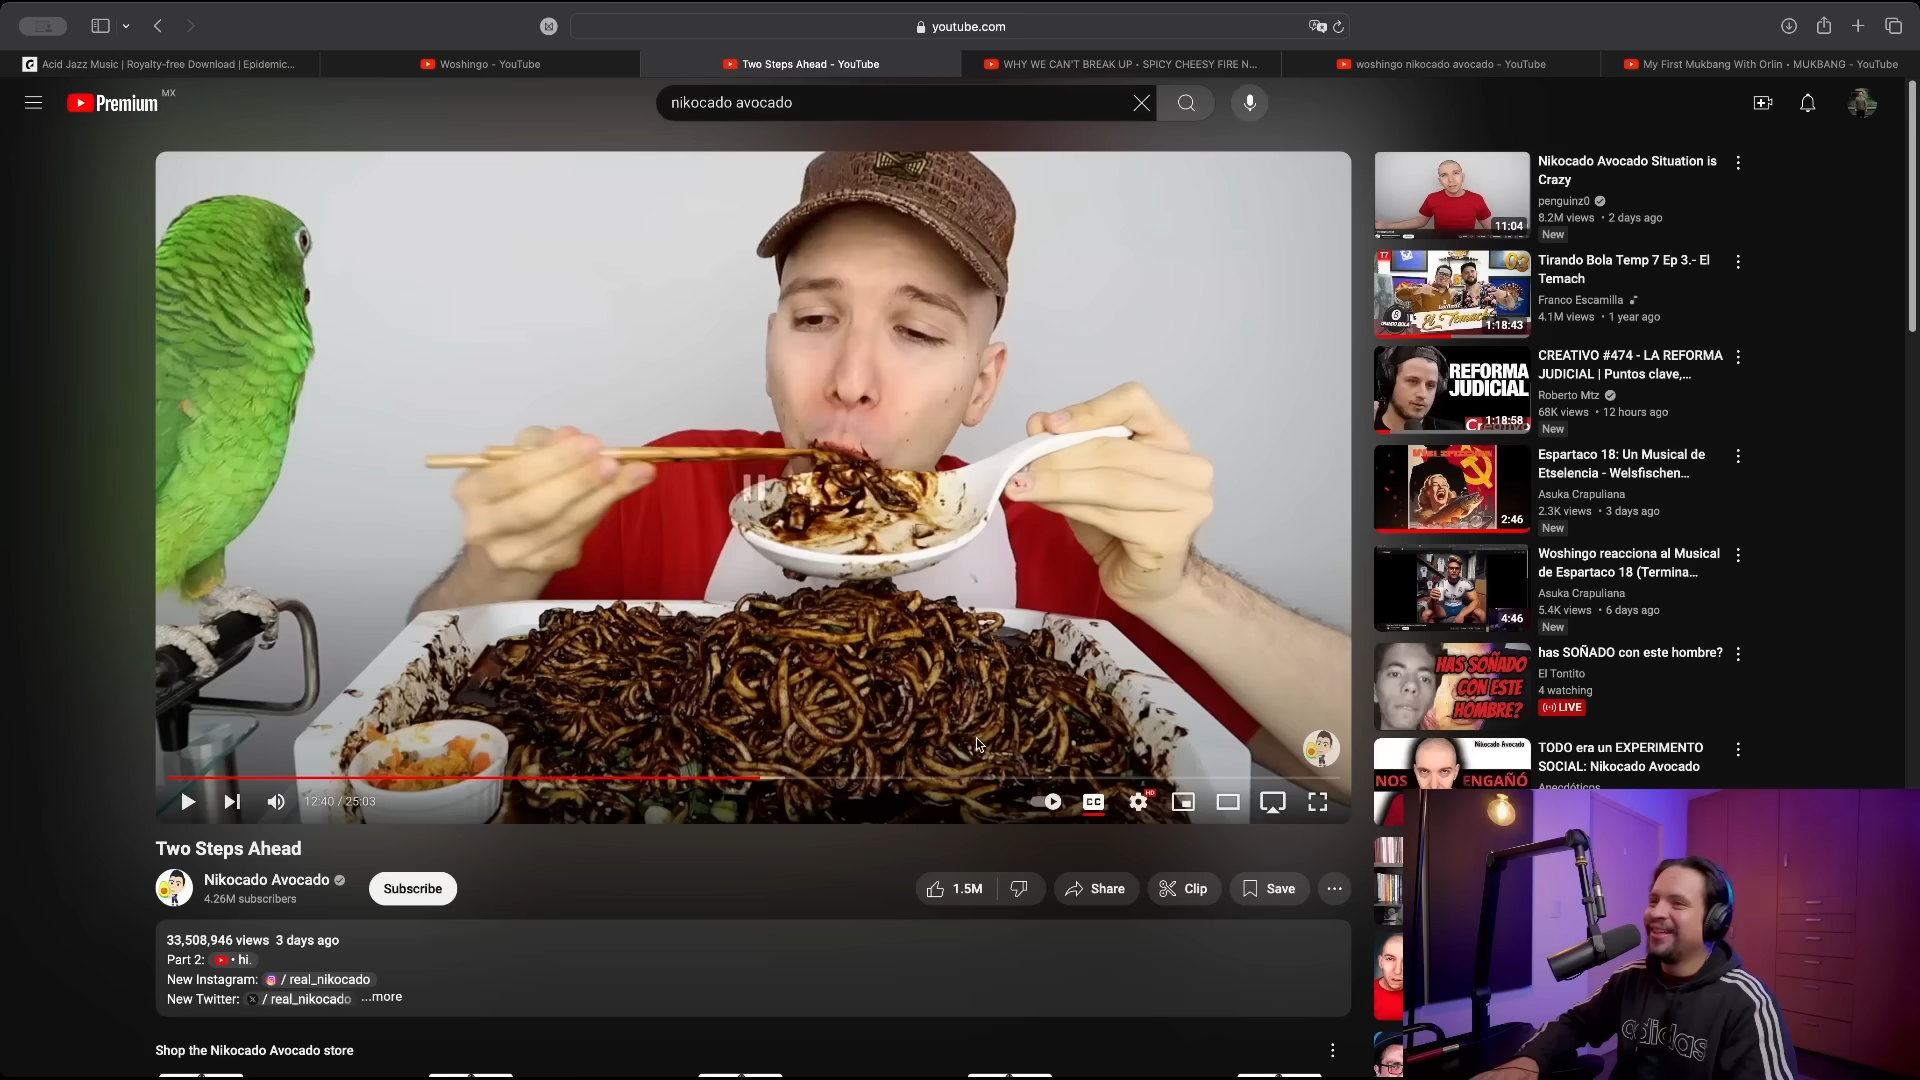 youtube.com
Acid Jazz Music | Royalty-free Download | Epidemic...
Woshingo - YouTube
Two Steps Ahead - YouTube
WHY WE CAN'T BREAK UP • SPICY CHEESY FIRE N...
woshingo nikocado avocado - YouTube
My First Mukbang With Orlin • MUKBANG - YouTube
Premium MX
nikocado avocado
12:40 / 25:03
CC
HD
Two Steps Ahead
Nikocado Avocado
4.26M subscribers
Subscribe
1.5M
Share
Clip
Save
33,508,946 views 3 days ago
Part 2: • hi.
New Instagram: / real_nikocado
New Twitter: X / real_nikocado ...more
Shop the Nikocado Avocado store
11:04
Nikocado Avocado Situation is
Crazy
penguinz0
8.2M views • 2 days ago
New
T7
03
El Temach
1:18:43
Tirando Bola Temp 7 Ep 3.- El
Temach
Franco Escamilla
4.1M views • 1 year ago
REFORMA
JUDICIAL
1:18:58
CREATIVO #474 - LA REFORMA
JUDICIAL | Puntos clave,...
Roberto Mtz
68K views • 12 hours ago
New
2:46
Espartaco 18: Un Musical de
Etselencia - Welsfischen...
Asuka Crapuliana
2.3K views • 3 days ago
New
4:46
Woshingo reacciona al Musical
de Espartaco 18 (Termina...
Asuka Crapuliana
5.4K views • 6 days ago
New
HAS SOÑADO
CON ESTE
HOMBRE?
has SOÑADO con este hombre?
El Tontito
4 watching
LIVE
Nikocado Avocado
NOS ENGAÑÓ
TODO era un EXPERIMENTO
SOCIAL: Nikocado Avocado
Anecdóticos
adidas